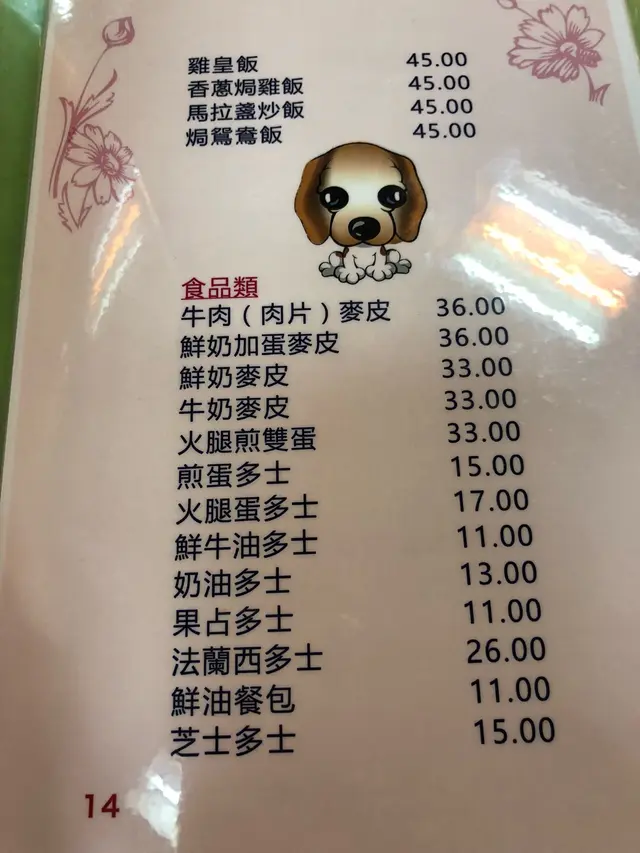 雞皇飯 45.00
香蔥焗雞飯 45.00
馬拉盞炒飯 45.00
焗鴛鴦飯 45.00
食品類
牛肉（肉片）麥皮 36.00
鮮奶加蛋麥皮 36.00
鮮奶麥皮 33.00
牛奶麥皮 33.00
火腿煎雙蛋 33.00
煎蛋多士 15.00
火腿蛋多士 17.00
鮮牛油多士 11.00
奶油多士 13.00
果占多士 11.00
法蘭西多士 26.00
鮮油餐包 11.00
芝士多士 15.00
14